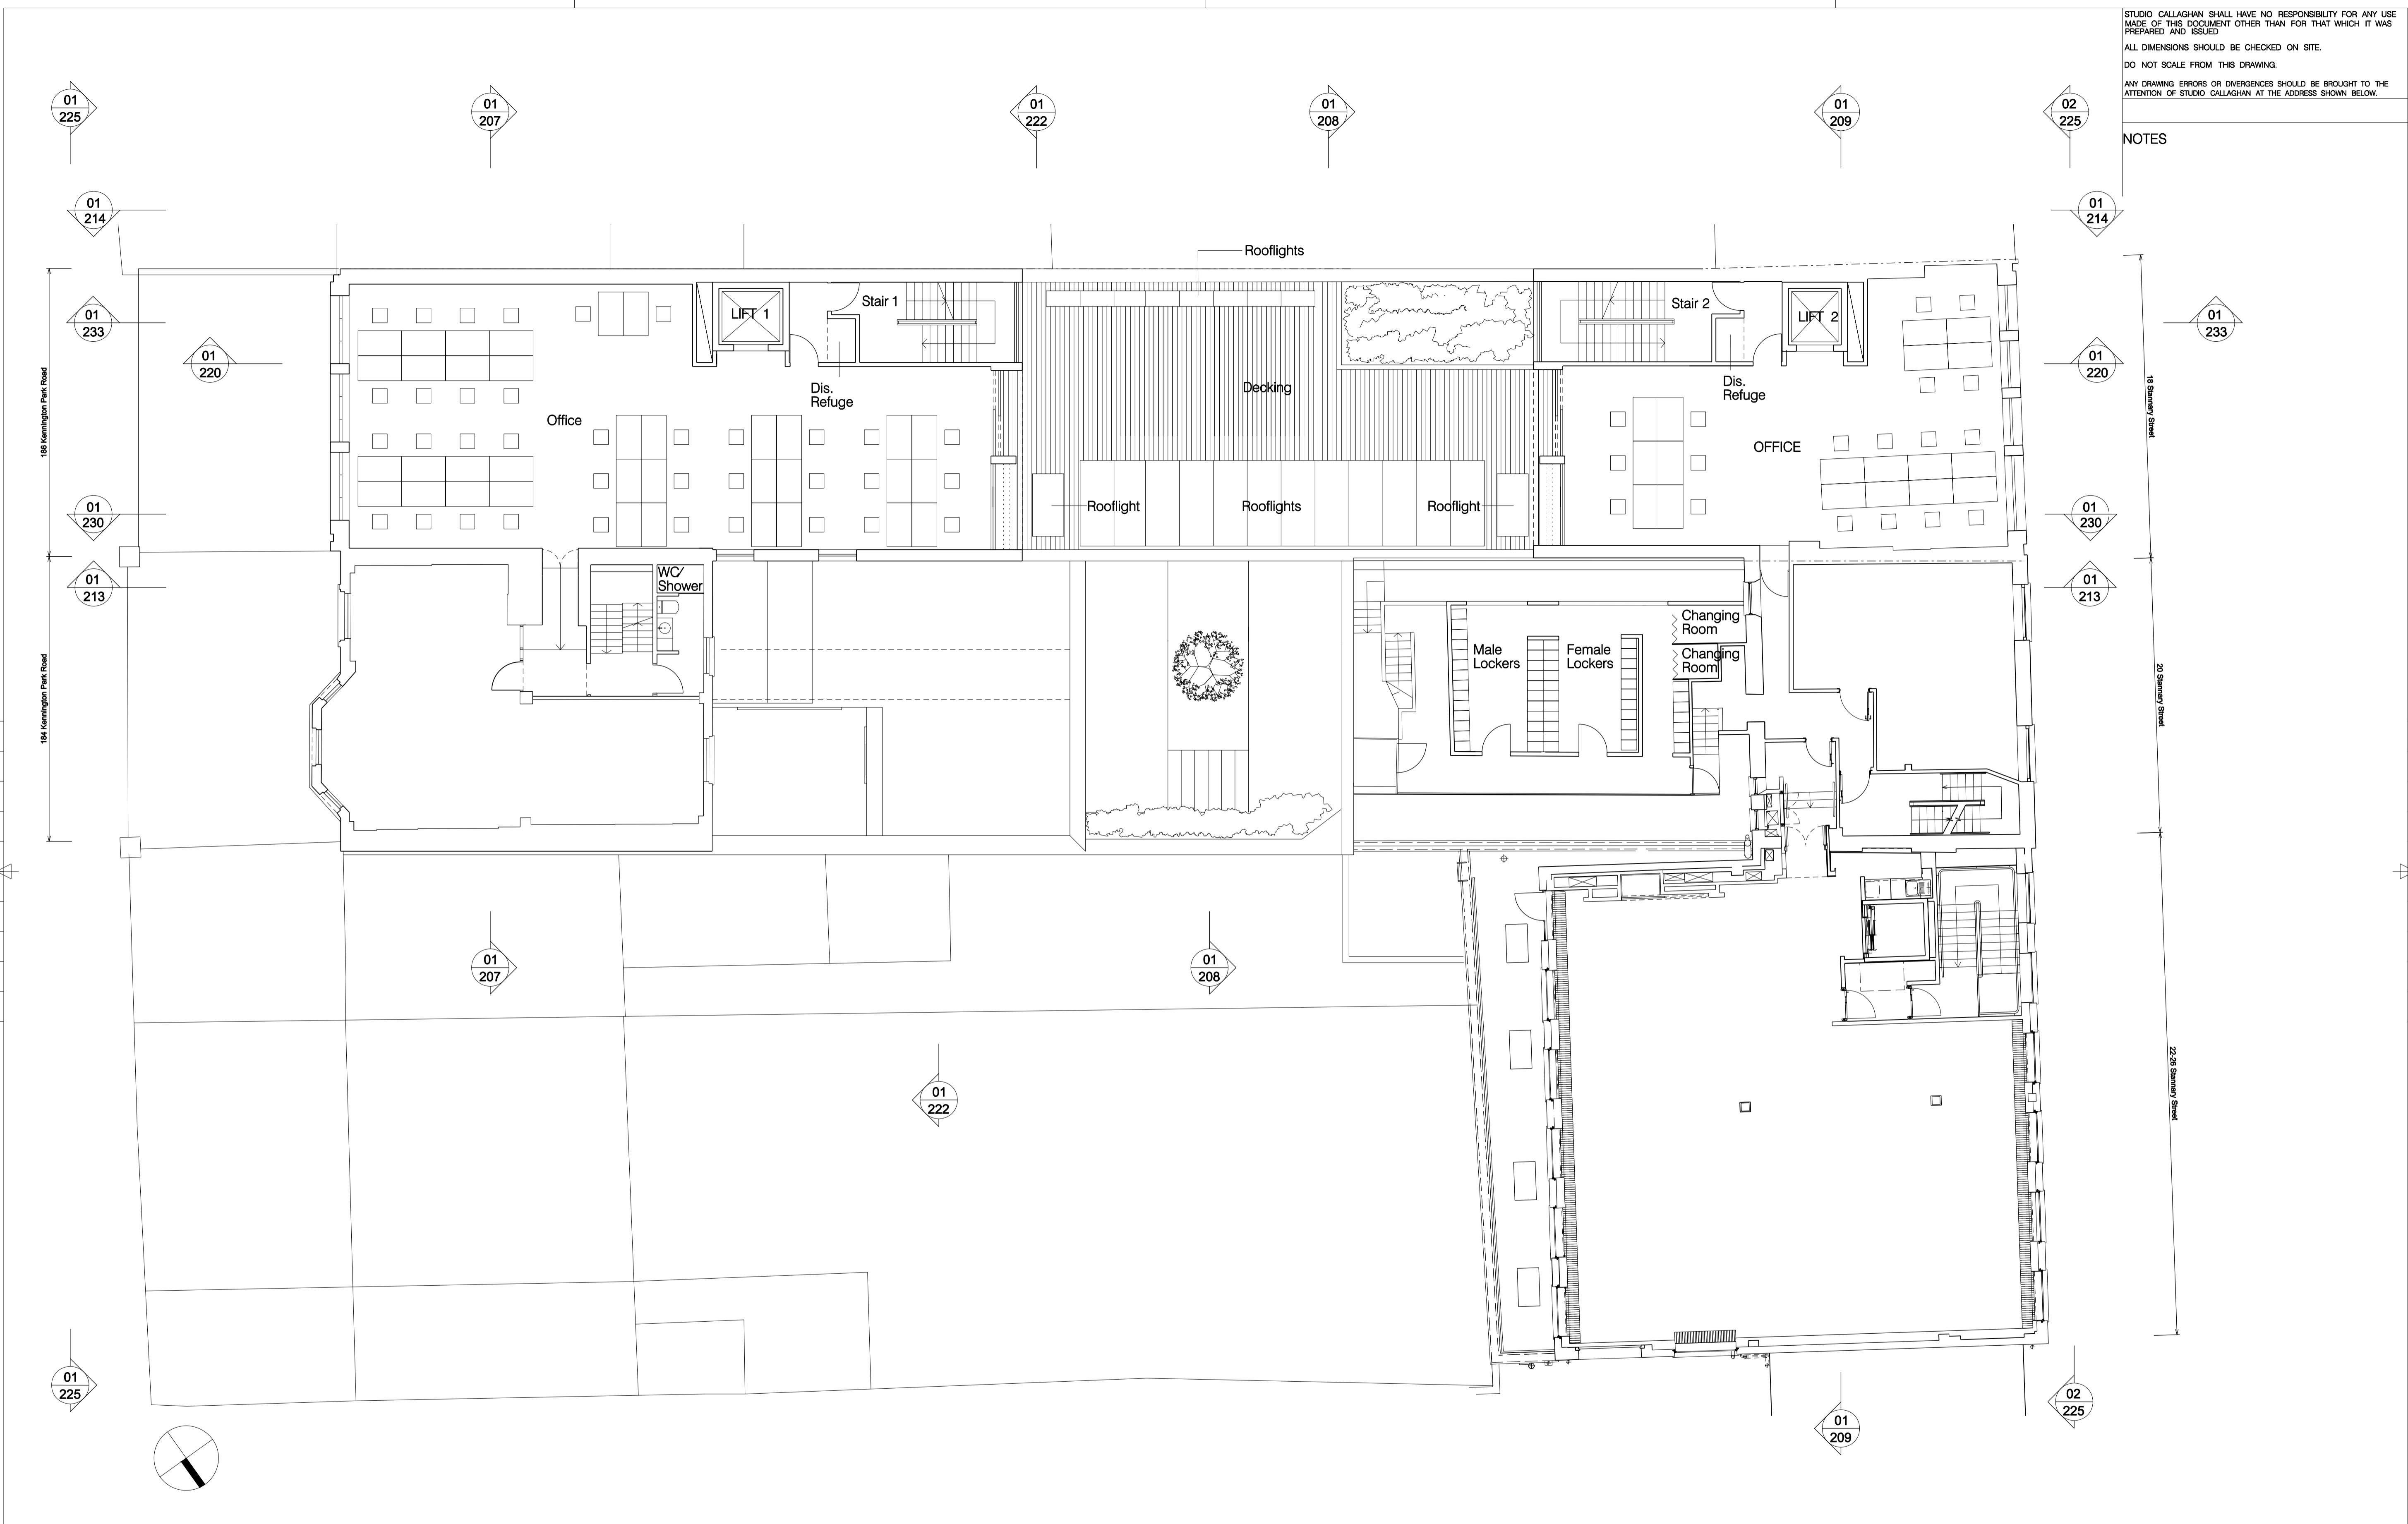 STUDIO CALLAGHAN SHALL HAVE NO RESPONSIBILITY FOR ANY USE
MADE OF THIS DOCUMENT OTHER THAN FOR THAT WHICH IT WAS
PREPARED AND ISSUED
ALL DIMENSIONS SHOULD BE CHECKED ON SITE.
DO NOT SCALE FROM THIS DRAWING.
ANY DRAWING ERRORS OR DIVERGENCES SHOULD BE BROUGHT TO THE
ATTENTION OF STUDIO CALLAGHAN AT THE ADDRESS SHOWN BELOW.
NOTES
01
225
01
207
01
222
01
208
01
209
02
225
01
214
01
214
Rooflights
01
233
LIFT 1
Stair 1
Stair 2
LIFT 2
01
233
01
220
01
220
186 Kennington Park Road
Dis.
Refuge
Decking
Dis.
Refuge
18 Stannary Street
Office
OFFICE
01
230
Rooflight
Rooflights
Rooflight
01
230
01
213
WC/
Shower
01
213
Changing
Room
Male
Lockers
Female
Lockers
Changing
Room
184 Kennington Park Road
20 Stannary Street
01
207
01
208
01
222
22-26 Stannary Street
01
225
01
209
02
225